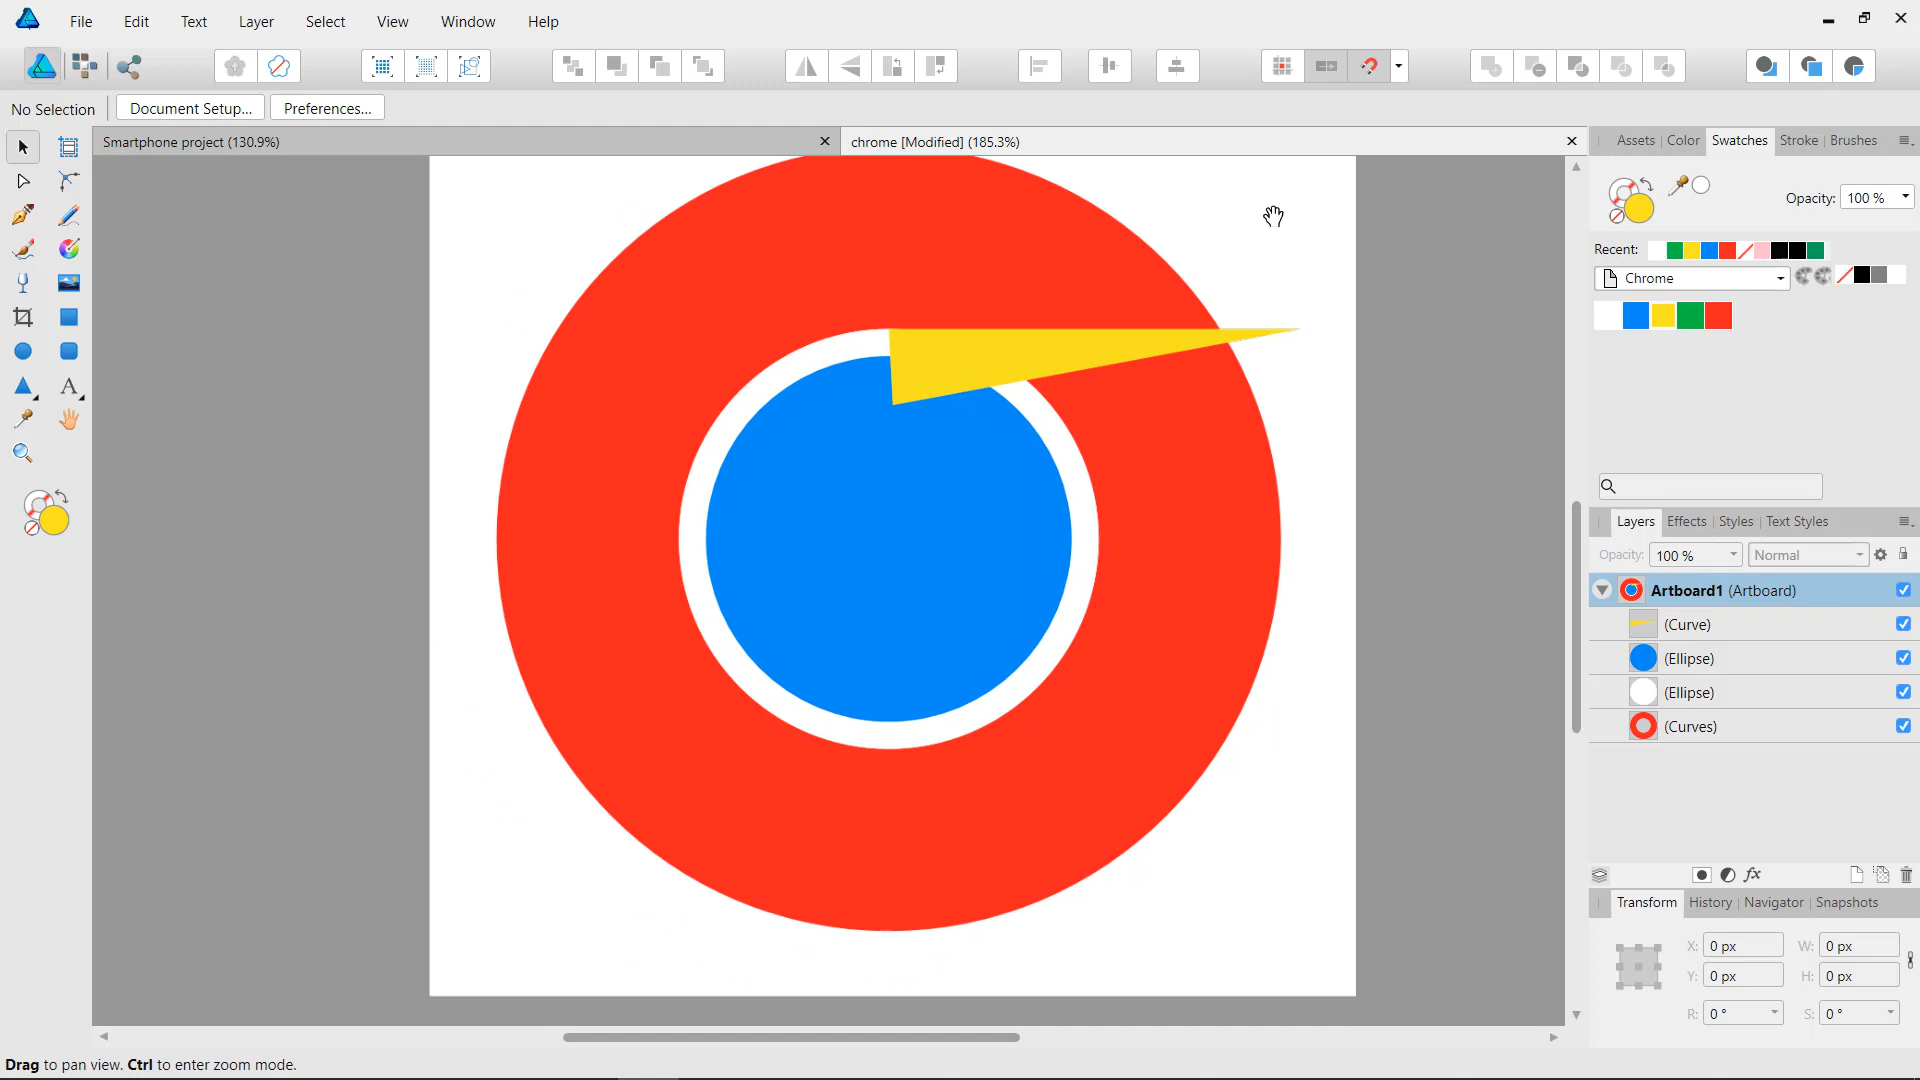 File Edit Text Layer Select View Window Help
No Selection Document Setup... Preferences...
Smartphone project (130.9%)
chrome [Modified] (185.3%)
Assets Color Swatches Stroke Brushes
Opacity: 100 %
Recent:
Chrome
Layers Effects Styles Text Styles
Opacity: 100 % Normal
Artboard1 (Artboard)
(Curve)
(Ellipse)
(Ellipse)
(Curves)
fx
Transform History Navigator Snapshots
X: 0 px W: 0 px
Y: 0 px H: 0 px
R: 0 ° S: 0 °
Drag to pan view. Ctrl to enter zoom mode.